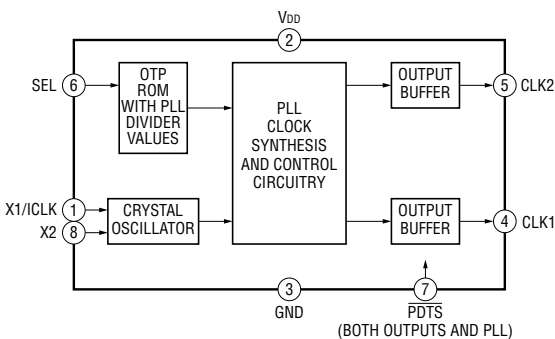 VDD
2
SEL 6
OTP
ROM
WITH PLL
DIVIDER
VALUES
PLL
CLOCK
SYNTHESIS
AND CONTROL
CIRCUITRY
OUTPUT
BUFFER
5 CLK2
X1/ICLK 1
X2 8
CRYSTAL
OSCILLATOR
OUTPUT
BUFFER
4 CLK1
3
GND
7
PDTS
(BOTH OUTPUTS AND PLL)